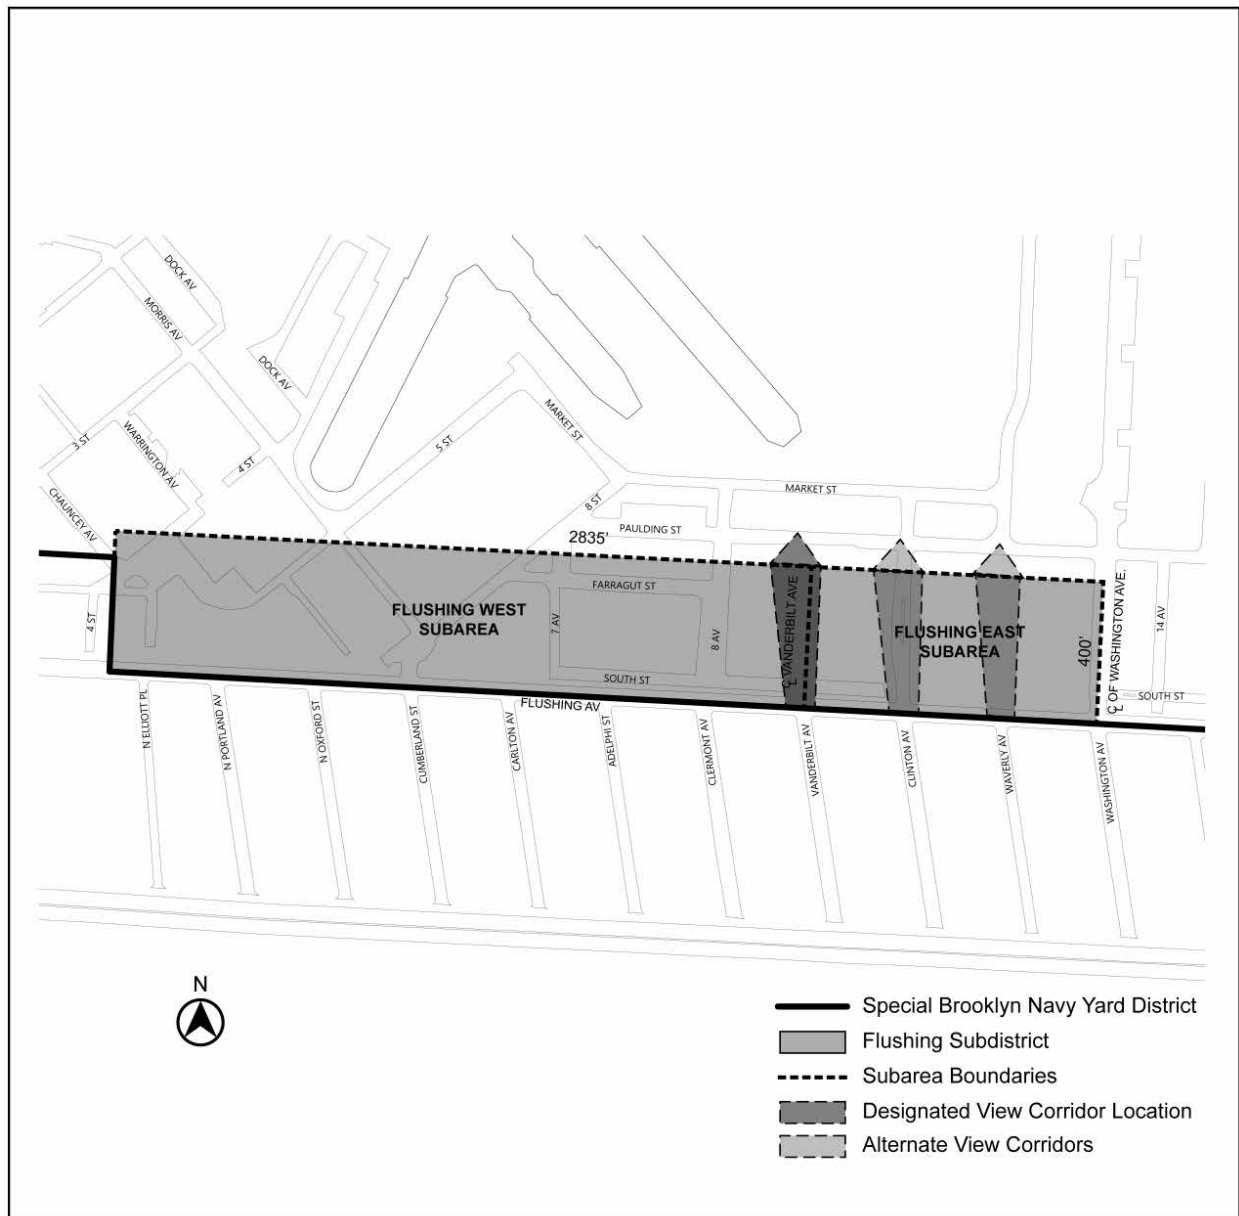 DOCK AV
MORRIS AV
DOCK AV
MARKET ST
5 ST
3 ST
WARRINGTON AV
4 ST
MARKET ST
CHAUNCEY AV
8 ST
PAULDING ST
2835'
FARRAGUT ST
FLUSHING WEST
SUBAREA
7 AV
8 AV
℄ VANDERBILT AVE
FLUSHING EAST
SUBAREA
400'
℄ OF WASHINGTON AVE.
14 AV
4 ST
SOUTH ST
SOUTH ST
FLUSHING AV
N ELLIOTT PL
N PORTLAND AV
N OXFORD ST
CUMBERLAND ST
CARLTON AV
ADELPHI ST
CLERMONT AV
VANDERBILT AV
CLINTON AV
WAVERLY AV
WASHINGTON AV
N
Special Brooklyn Navy Yard District
Flushing Subdistrict
Subarea Boundaries
Designated View Corridor Location
Alternate View Corridors